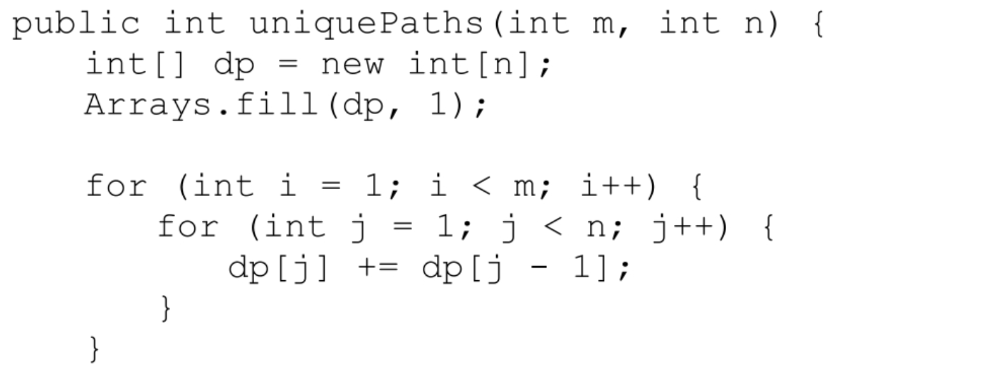 public int uniquePaths(int m, int n) {
    int[] dp = new int[n];
    Arrays.fill(dp, 1);

    for (int i = 1; i < m; i++) {
        for (int j = 1; j < n; j++) {
            dp[j] += dp[j - 1];
        }
    }